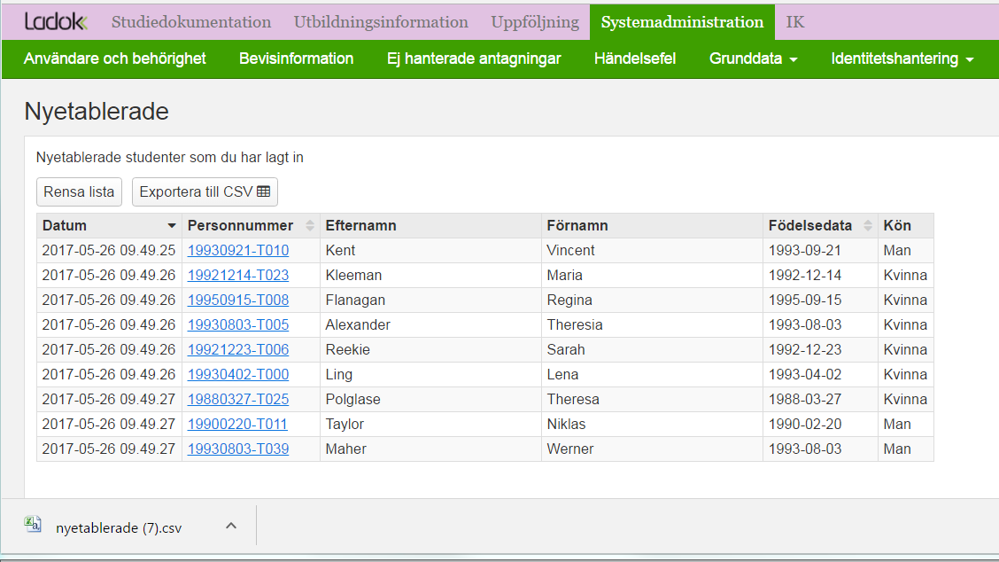 Ladok Studiedokumentation Utbildningsinformation Uppföljning Systemadministration IK
Användare och behörighet Bevisinformation Ej hanterade antagningar Händelsefel Grunddata Identitetshantering
Nyetablerade
Nyetablerade studenter som du har lagt in
Rensa lista Exportera till CSV
Datum Personnummer Efternamn Förnamn Födelsedata Kön
2017-05-26 09.49.25 19930921-T010 Kent Vincent 1993-09-21 Man
2017-05-26 09.49.26 19921214-T023 Kleeman Maria 1992-12-14 Kvinna
2017-05-26 09.49.26 19950915-T008 Flanagan Regina 1995-09-15 Kvinna
2017-05-26 09.49.26 19930803-T005 Alexander Theresia 1993-08-03 Kvinna
2017-05-26 09.49.26 19921223-T006 Reekie Sarah 1992-12-23 Kvinna
2017-05-26 09.49.26 19930402-T000 Ling Lena 1993-04-02 Kvinna
2017-05-26 09.49.27 19880327-T025 Polglase Theresa 1988-03-27 Kvinna
2017-05-26 09.49.27 19900220-T011 Taylor Niklas 1990-02-20 Man
2017-05-26 09.49.27 19930803-T039 Maher Werner 1993-08-03 Man
nyetablerade (7).csv